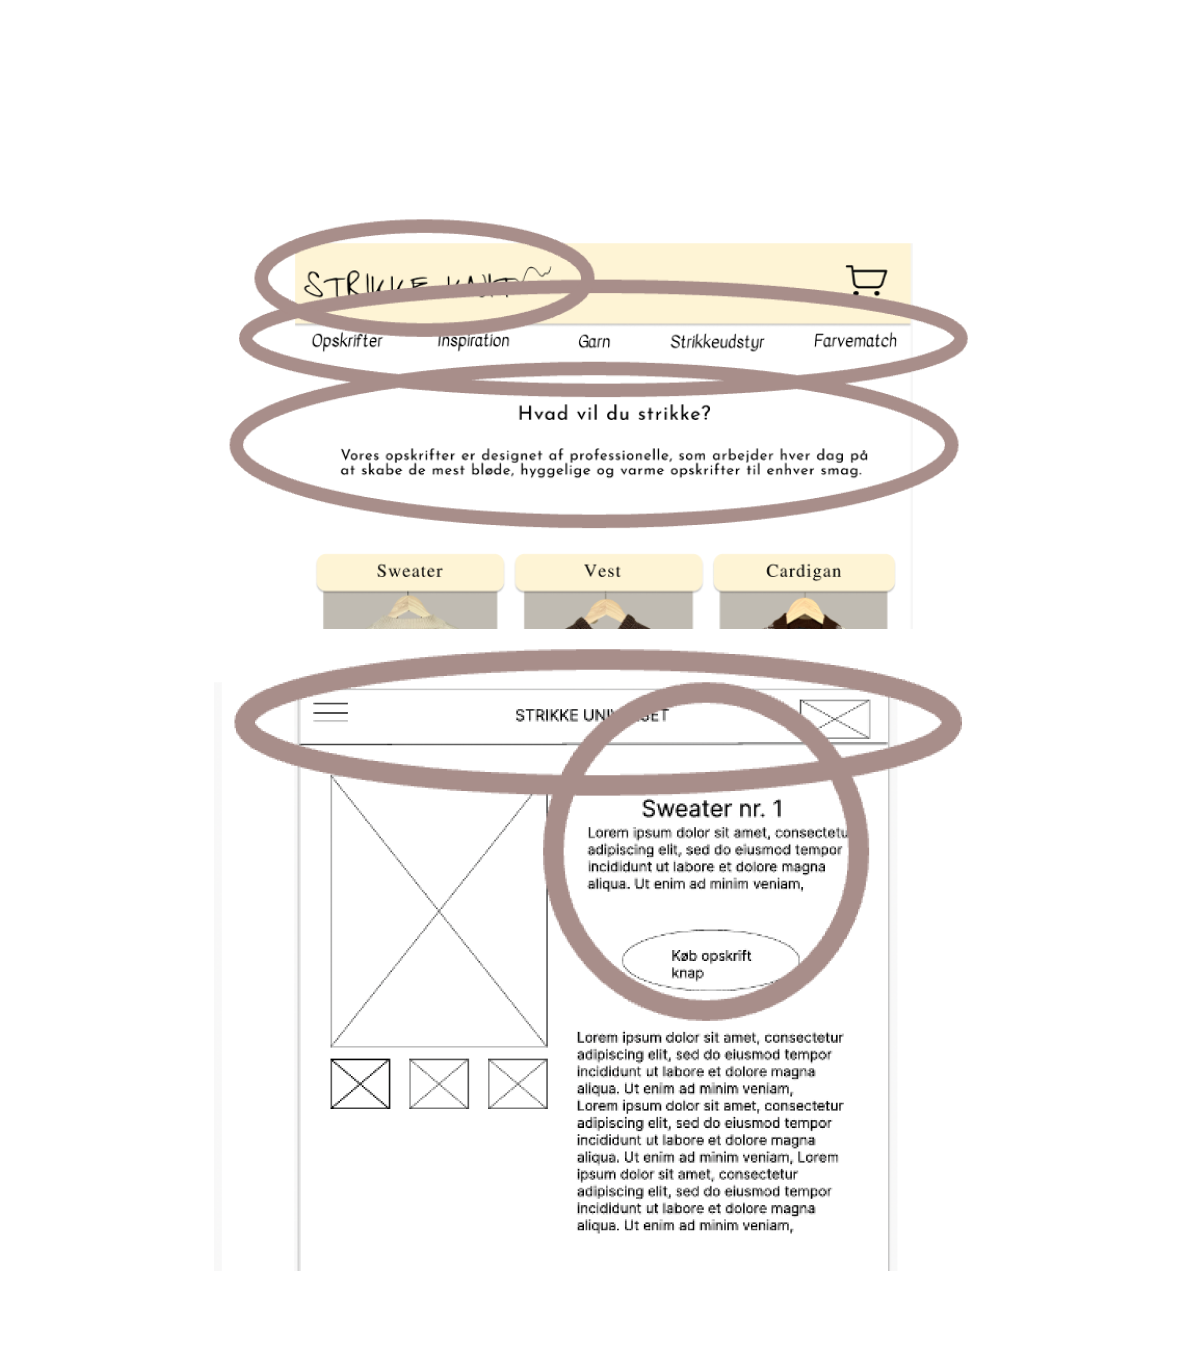 STRIKKE KNIT
Opskrifter Inspiration Garn Strikkeudstyr Farvematch
Hvad vil du strikke?
Vores opskrifter er designet af professionelle, som arbejder hver dag på
at skabe de mest bløde, hyggelige og varme opskrifter til enhver smag.
Sweater Vest Cardigan
STRIKKE
Sweater nr. 1
Lorem ipsum dolor sit amet, consectetu
adipiscing elit, sed do eiusmod tempor
incididunt ut labore et dolore magna
aliqua. Ut enim ad minim veniam,
Køb opskrift
knap
Lorem ipsum dolor sit amet, consectetur
adipiscing elit, sed do eiusmod tempor
incididunt ut labore et dolore magna
aliqua. Ut enim ad minim veniam,
Lorem ipsum dolor sit amet, consectetur
adipiscing elit, sed do eiusmod tempor
incididunt ut labore et dolore magna
aliqua. Ut enim ad minim veniam, Lorem
ipsum dolor sit amet, consectetur
adipiscing elit, sed do eiusmod tempor
incididunt ut labore et dolore magna
aliqua. Ut enim ad minim veniam,